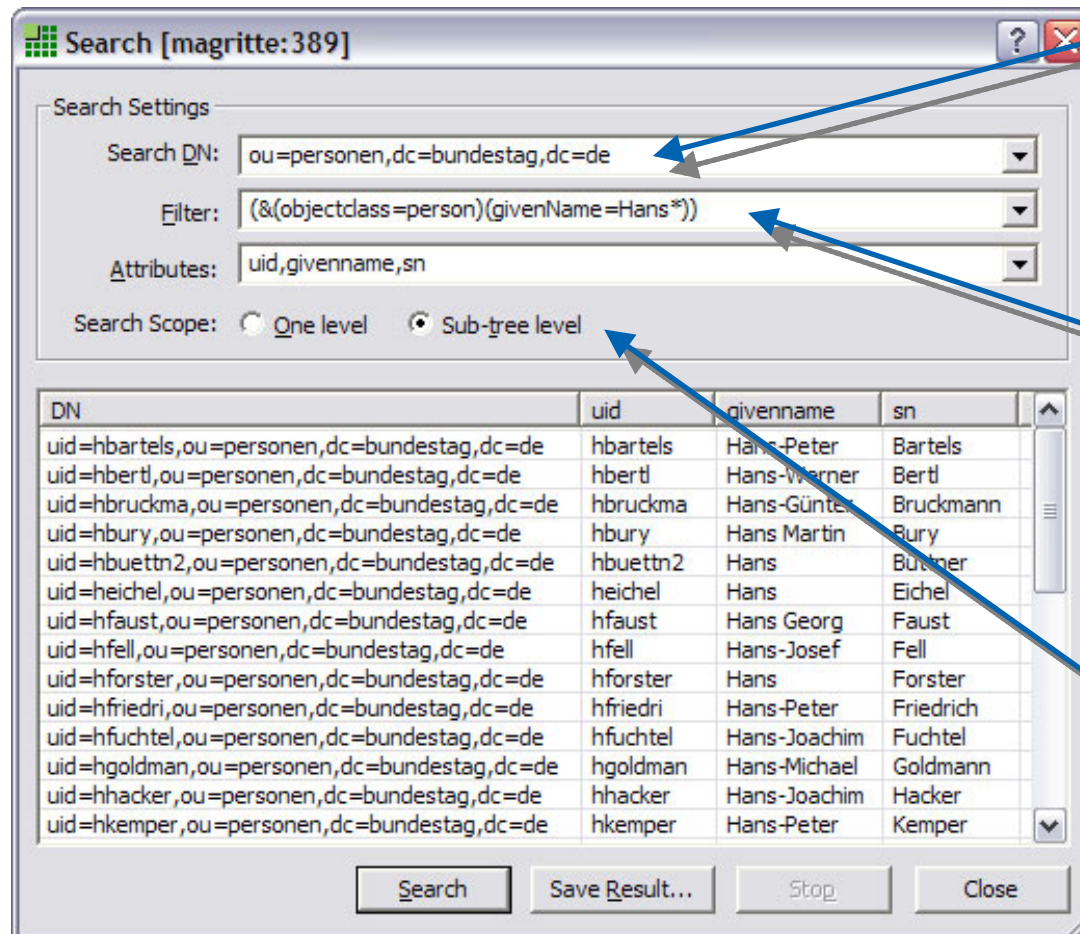 Search [magritte:389]
Search Settings
Search DN: ou=personen,dc=bundestag,dc=de
Filter: (&(objectclass=person)(givenName=Hans*))
Attributes: uid,givenname,sn
Search Scope: One level Sub-tree level
DN uid givenname sn
uid=hbartels,ou=personen,dc=bundestag,dc=de hbartels Hans-Peter Bartels
uid=hbertl,ou=personen,dc=bundestag,dc=de hbertl Hans-Werner Bertl
uid=hbruckma,ou=personen,dc=bundestag,dc=de hbruckma Hans-Günter Bruckmann
uid=hbury,ou=personen,dc=bundestag,dc=de hbury Hans Martin Bury
uid=hbuettn2,ou=personen,dc=bundestag,dc=de hbuettn2 Hans Büttner
uid=heichel,ou=personen,dc=bundestag,dc=de heichel Hans Eichel
uid=hfaust,ou=personen,dc=bundestag,dc=de hfaust Hans Georg Faust
uid=hfell,ou=personen,dc=bundestag,dc=de hfell Hans-Josef Fell
uid=hforster,ou=personen,dc=bundestag,dc=de hforster Hans Forster
uid=hfriedri,ou=personen,dc=bundestag,dc=de hfriedri Hans-Peter Friedrich
uid=hfuchtel,ou=personen,dc=bundestag,dc=de hfuchtel Hans-Joachim Fuchtel
uid=hgoldman,ou=personen,dc=bundestag,dc=de hgoldman Hans-Michael Goldmann
uid=hhacker,ou=personen,dc=bundestag,dc=de hhacker Hans-Joachim Hacker
uid=hkemper,ou=personen,dc=bundestag,dc=de hkemper Hans-Peter Kemper
Search Save Result... Stop Close